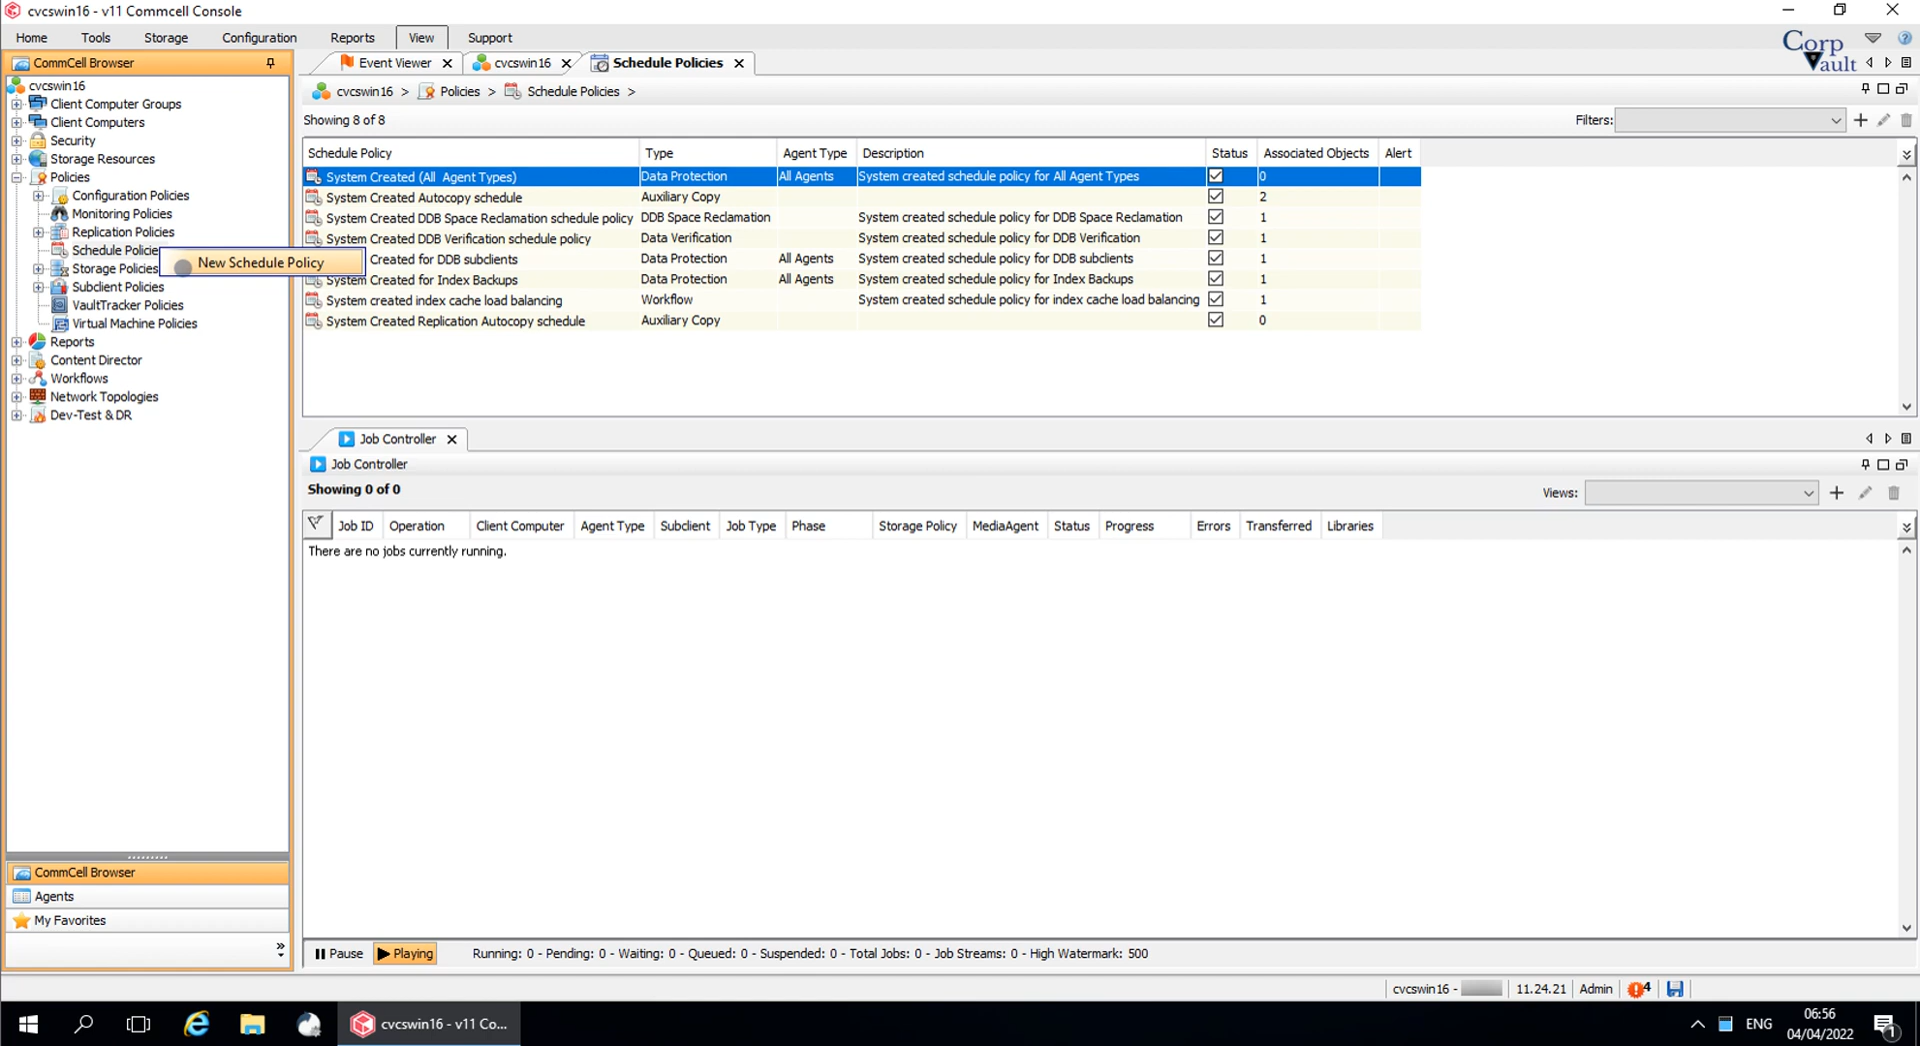 cvcswin16 - v11 Commcell Console
Home Tools Storage Configuration Reports View Support
Corp Vault
CommCell Browser
Event Viewer cvcswin16 Schedule Policies
cvcswin16
Client Computer Groups
Client Computers
Security
Storage Resources
Policies
Configuration Policies
Monitoring Policies
Replication Policies
Schedule Policie
Storage Policies
Subclient Policies
VaultTracker Policies
Virtual Machine Policies
Reports
Content Director
Workflows
Network Topologies
Dev-Test & DR
New Schedule Policy
CommCell Browser
Agents
My Favorites
»
cvcswin16 > Policies > Schedule Policies >
Showing 8 of 8 Filters:
Schedule Policy Type Agent Type Description Status Associated Objects Alert
System Created (All Agent Types) Data Protection All Agents System created schedule policy for All Agent Types 0
System Created Autocopy schedule Auxiliary Copy 2
System Created DDB Space Reclamation schedule policy DDB Space Reclamation System created schedule policy for DDB Space Reclamation 1
System Created DDB Verification schedule policy Data Verification System created schedule policy for DDB Verification 1
Created for DDB subclients Data Protection All Agents System created schedule policy for DDB subclients 1
System Created for Index Backups Data Protection All Agents System created schedule policy for Index Backups 1
System created index cache load balancing Workflow System created schedule policy for index cache load balancing 1
System Created Replication Autocopy schedule Auxiliary Copy 0
Job Controller
Job Controller
Showing 0 of 0 Views:
Job ID Operation Client Computer Agent Type Subclient Job Type Phase Storage Policy MediaAgent Status Progress Errors Transferred Libraries
There are no jobs currently running.
Pause Playing Running: 0 - Pending: 0 - Waiting: 0 - Queued: 0 - Suspended: 0 - Total Jobs: 0 - Job Streams: 0 - High Watermark: 500
cvcswin16 - 11.24.21 Admin 4
cvcswin16 - v11 Co... ENG 06:56
04/04/2022 1